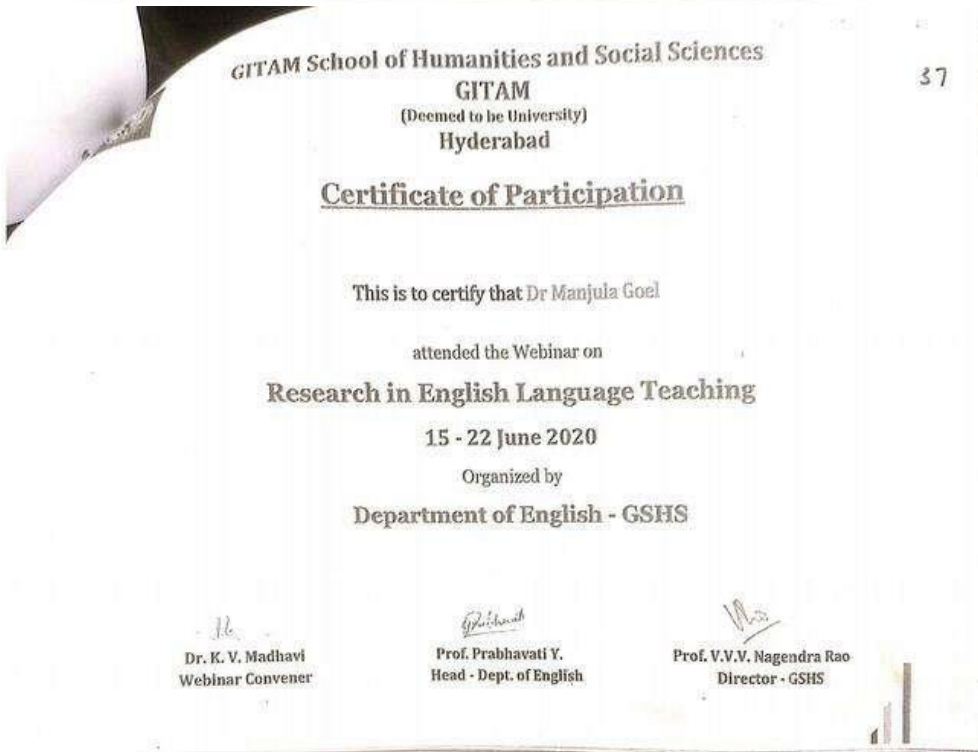 GITAM School of Humanities and Social Sciences
37
GITAM
(Deemed to be University)
Hyderabad
Certificate of Participation
This is to certify that Dr Manjula Goel
attended the Webinar on
Research in English Language Teaching
15 - 22 June 2020
Organized by
Department of English - GSHS
Dr. K. V. Madhavi
Webinar Convener
Prof. Prabhavati Y.
Head - Dept. of English
Prof. V.V.V. Nagendra Rao
Director - GSHS